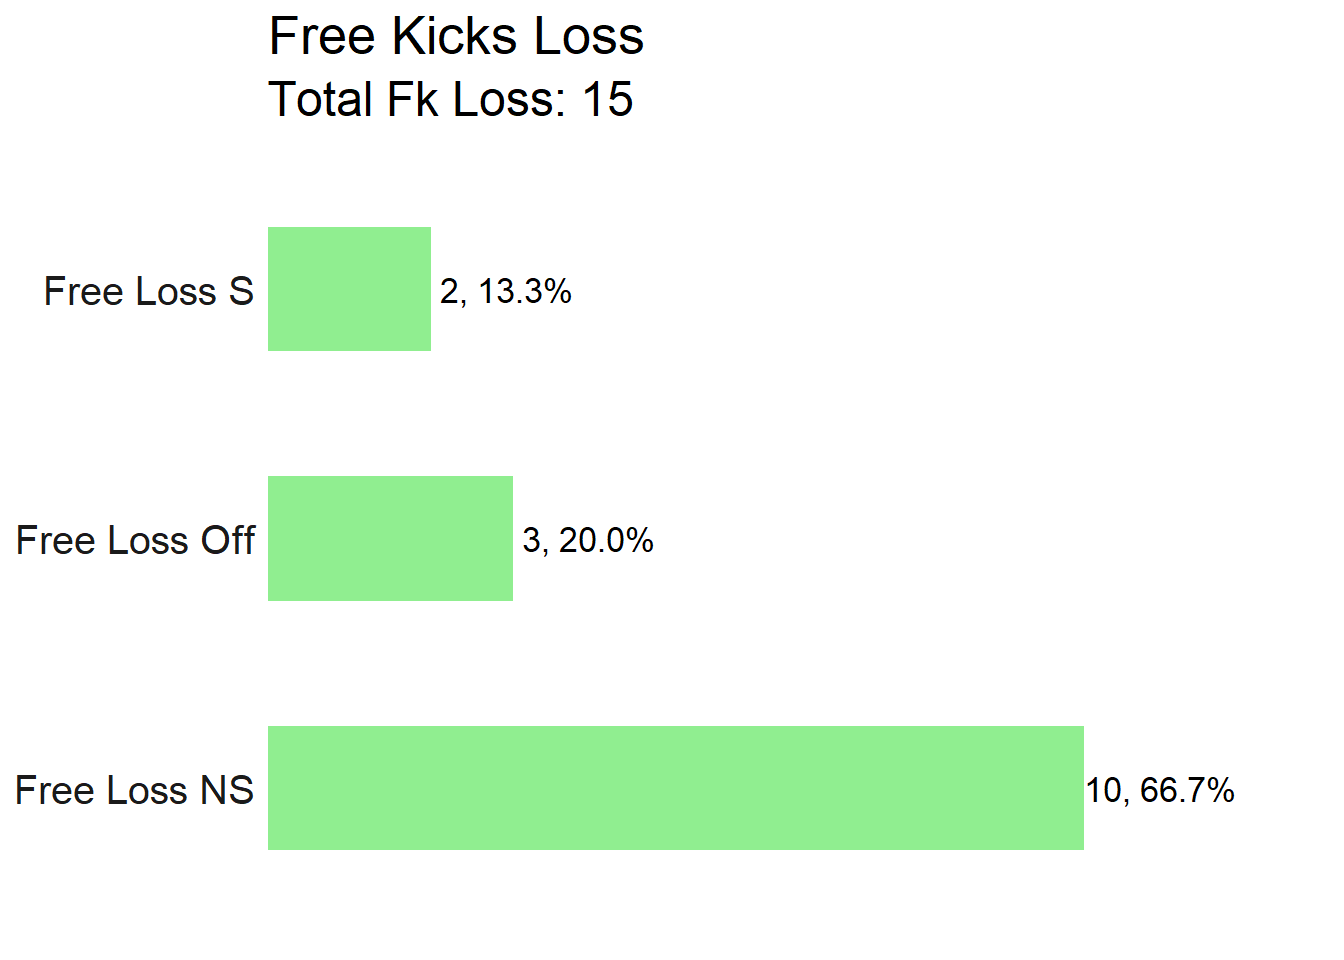 Free Kicks Loss
Total Fk Loss: 15
Free Loss S 2, 13.3%
Free Loss Off 3, 20.0%
Free Loss NS 10, 66.7%